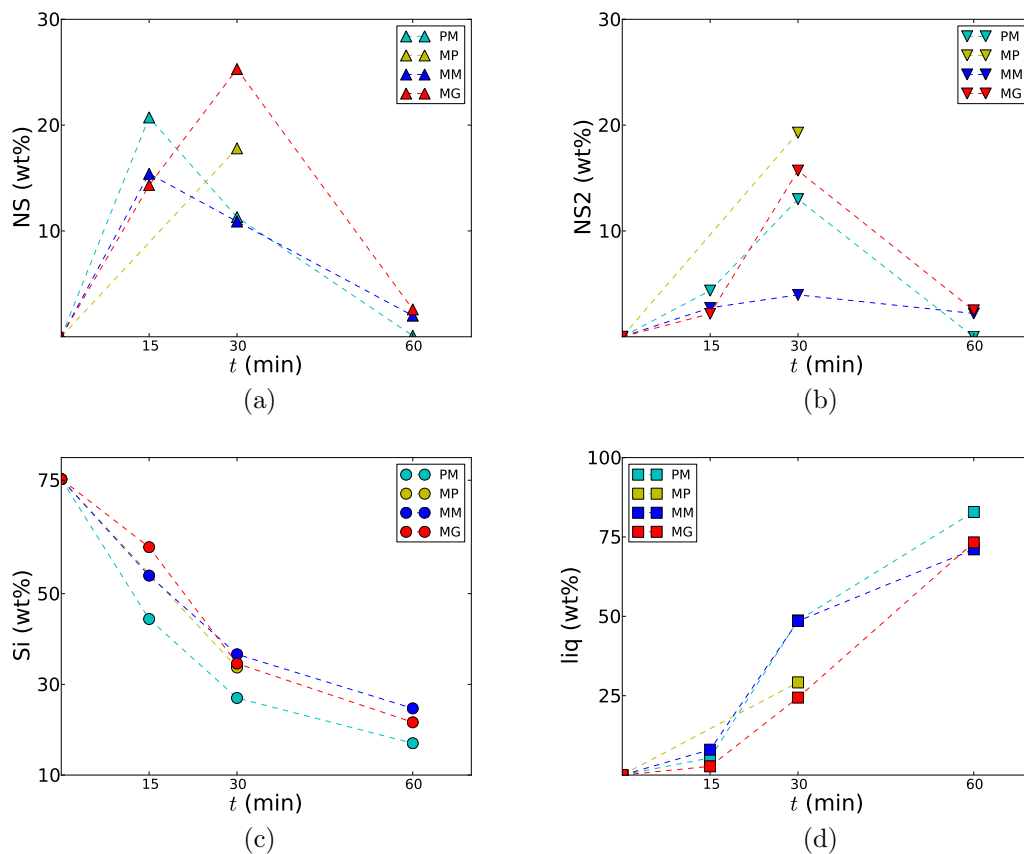 30
20
10
NS (wt%)
PM
MP
MM
MG
15
30
60
t (min)
(a)
30
20
10
NS2 (wt%)
PM
MP
MM
MG
15
30
60
t (min)
(b)
75
50
30
10
Si (wt%)
PM
MP
MM
MG
15
30
60
t (min)
(c)
100
75
50
25
liq (wt%)
PM
MP
MM
MG
15
30
60
t (min)
(d)